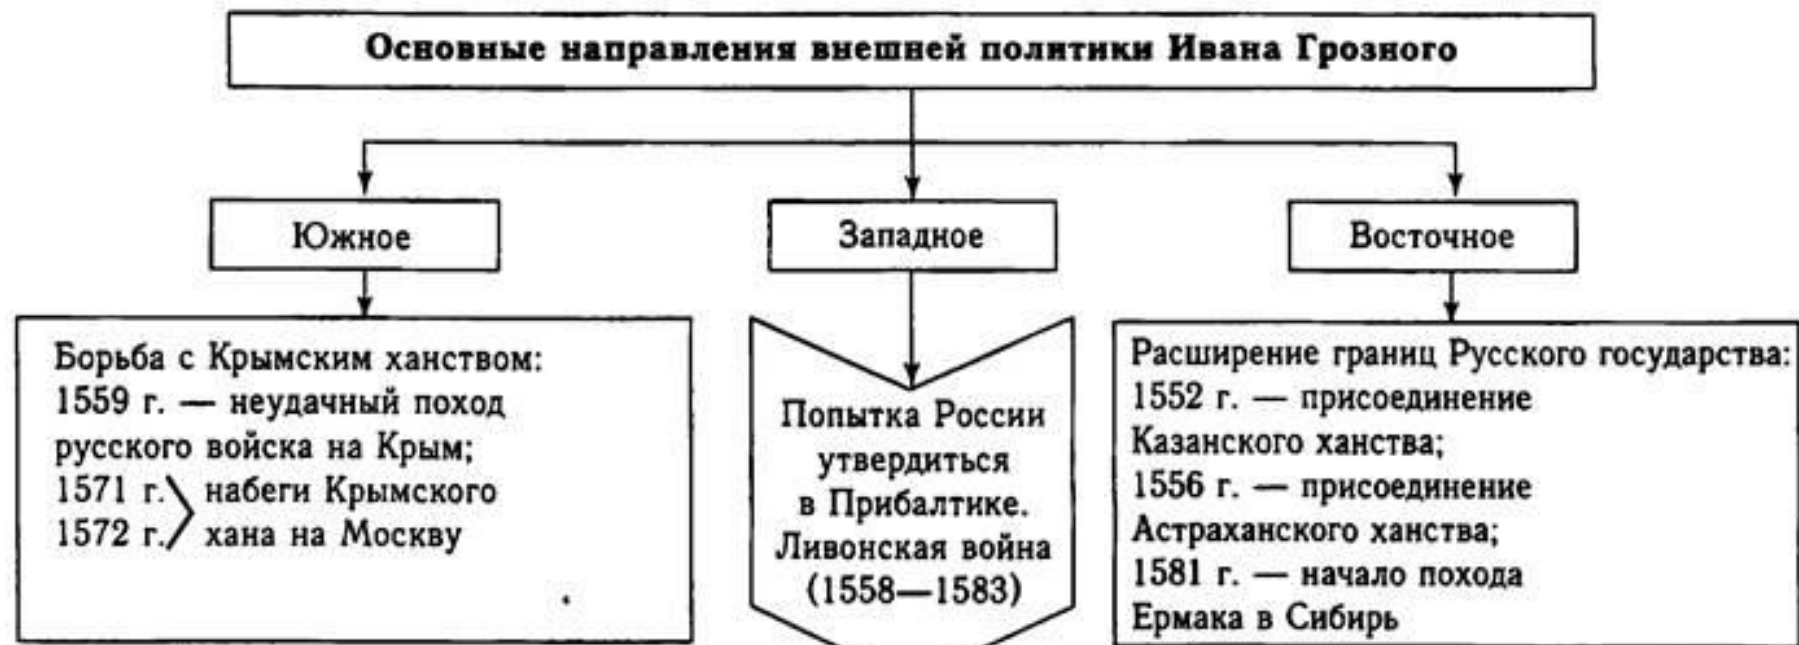 Основные направления внешней политики Ивана Грозного
Южное
Западное
Восточное
Борьба с Крымским ханством:
1559 г. — неудачный поход
русского войска на Крым;
1571 г. набеги Крымского
1572 г. хана на Москву
Попытка России
утвердиться
в Прибалтике.
Ливонская война
(1558—1583)
Расширение границ Русского государства:
1552 г. — присоединение
Казанского ханства;
1556 г. — присоединение
Астраханского ханства;
1581 г. — начало похода
Ермака в Сибирь